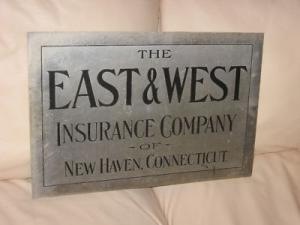 THE
EAST & WEST
INSURANCE COMPANY
-OF-
NEW HAVEN, CONNECTICUT.